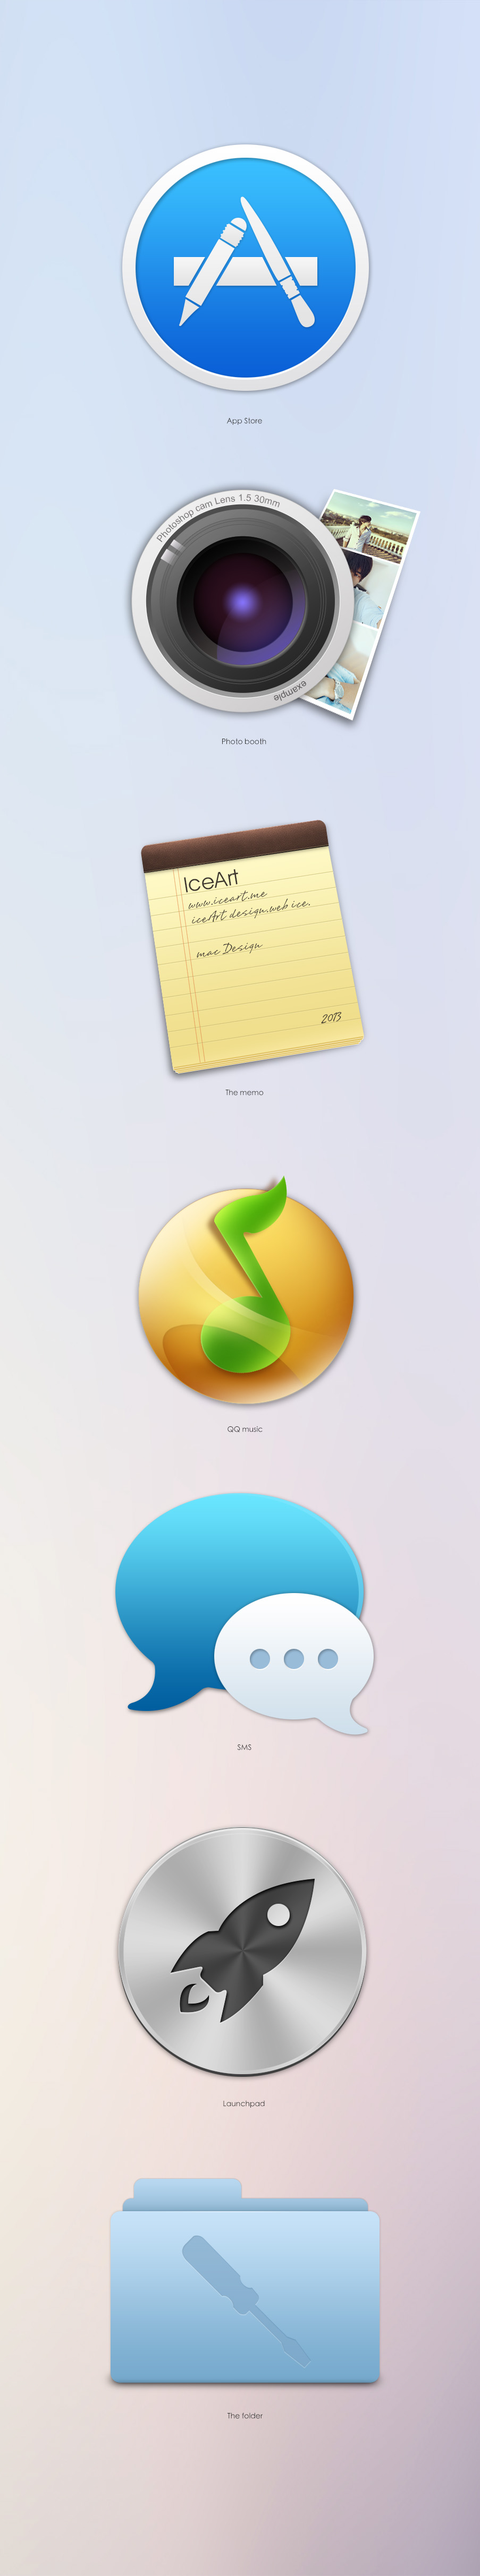 App Store
Photoshop cam Lens 1.5 30mm
example
Photo booth
IceArt
www.iceart.me
iceArt design.web ice.
mac Design
2013
The memo
QQ music
SMS
Launchpad
The folder